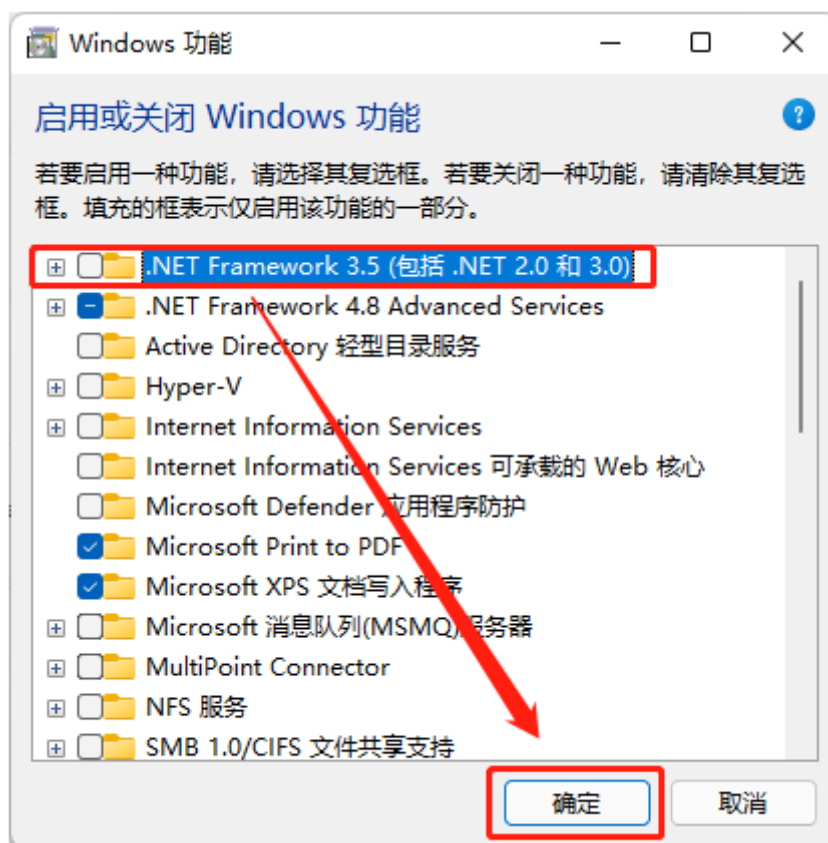 Windows 功能
启用或关闭 Windows 功能
若要启用一种功能，请选择其复选框。若要关闭一种功能，请清除其复选
框。填充的框表示仅启用该功能的一部分。
.NET Framework 3.5 (包括 .NET 2.0 和 3.0)
.NET Framework 4.8 Advanced Services
Active Directory 轻型目录服务
Hyper-V
Internet Information Services
Internet Information Services 可承载的 Web 核心
Microsoft Defender 应用程序防护
Microsoft Print to PDF
Microsoft XPS 文档写入程序
Microsoft 消息队列(MSMQ)服务器
MultiPoint Connector
NFS 服务
SMB 1.0/CIFS 文件共享支持
确定
取消